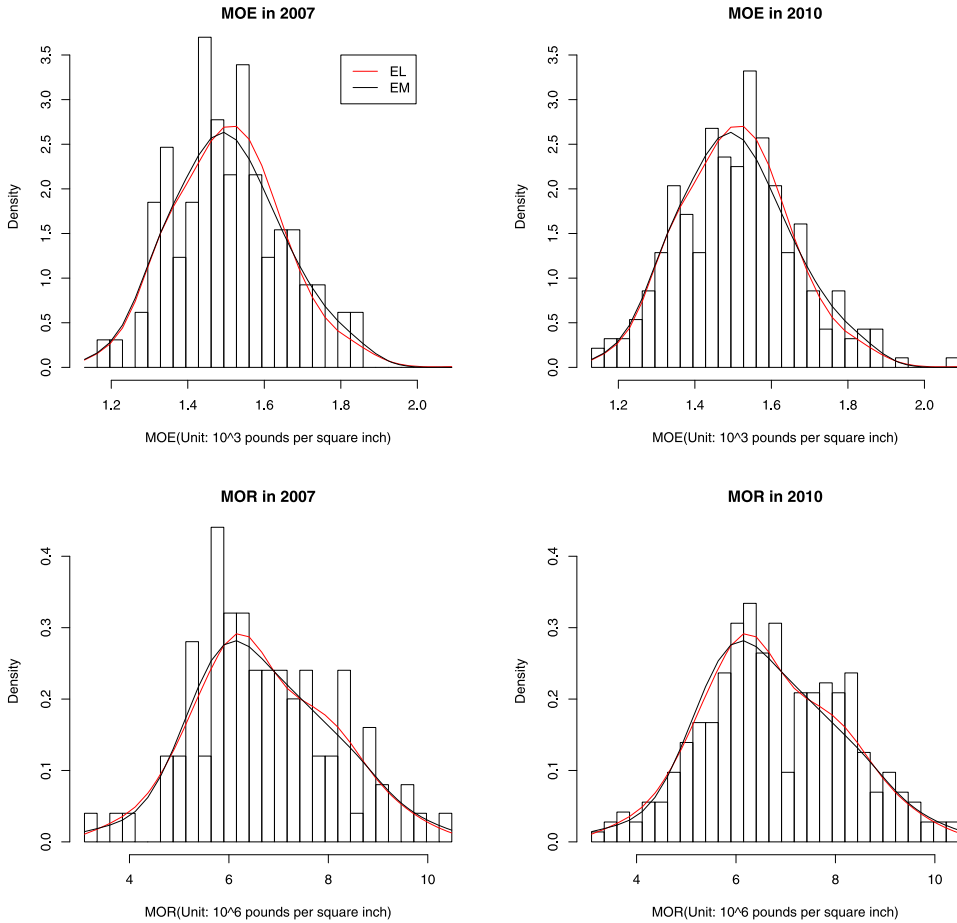 MOE in 2007
Density
0.0 0.5 1.0 1.5 2.0 2.5 3.0 3.5
EL
EM
1.2 1.4 1.6 1.8 2.0
MOE(Unit: 10^3 pounds per square inch)
MOE in 2010
Density
0.0 0.5 1.0 1.5 2.0 2.5 3.0 3.5
1.2 1.4 1.6 1.8 2.0
MOE(Unit: 10^3 pounds per square inch)
MOR in 2007
Density
0.0 0.1 0.2 0.3 0.4
4 6 8 10
MOR(Unit: 10^6 pounds per square inch)
MOR in 2010
Density
0.0 0.1 0.2 0.3 0.4
4 6 8 10
MOR(Unit: 10^6 pounds per square inch)